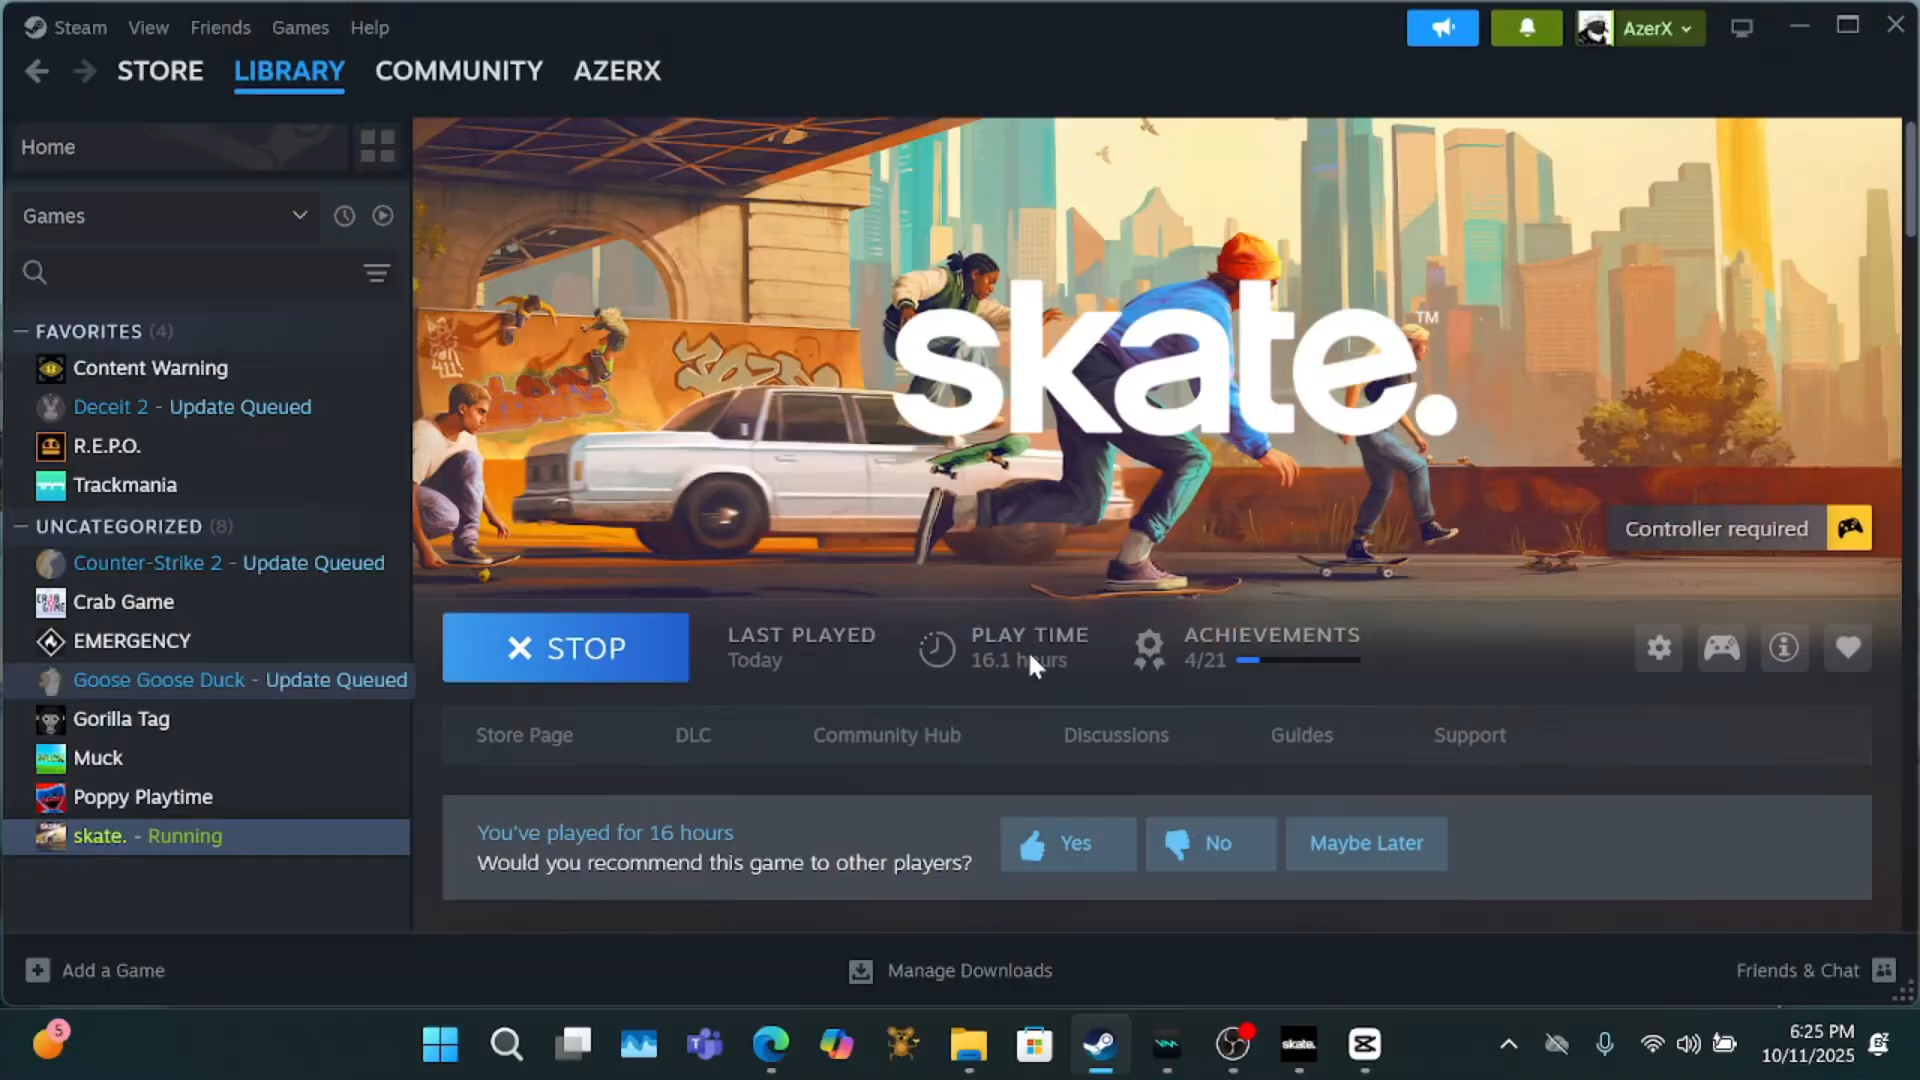 Steam View Friends Games Help
AzerX
STORE LIBRARY COMMUNITY AZERX
Home
Games
FAVORITES (4)
Content Warning
Deceit 2 - Update Queued
R.E.P.O.
Trackmania
UNCATEGORIZED (8)
Counter-Strike 2 - Update Queued
Crab Game
EMERGENCY
Goose Goose Duck - Update Queued
Gorilla Tag
Muck
Poppy Playtime
skate. - Running
skate.™
Controller required
STOP
LAST PLAYED
Today
PLAY TIME
16.1 hours
ACHIEVEMENTS
4/21
Store Page DLC Community Hub Discussions Guides Support
You've played for 16 hours
Would you recommend this game to other players?
Yes No Maybe Later
Add a Game
Manage Downloads
Friends & Chat
5
skate.
6:25 PM
10/11/2025